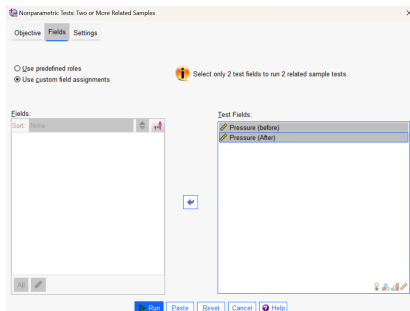 Nonparametric Tests: Two or More Related Samples
Objective Fields Settings
Use predefined roles
Use custom field assignments
Select only 2 test fields to run 2 related sample tests.
Fields:
Sort: None
Test Fields:
Pressure (before)
Pressure (After)
All
Run Paste Reset Cancel Help